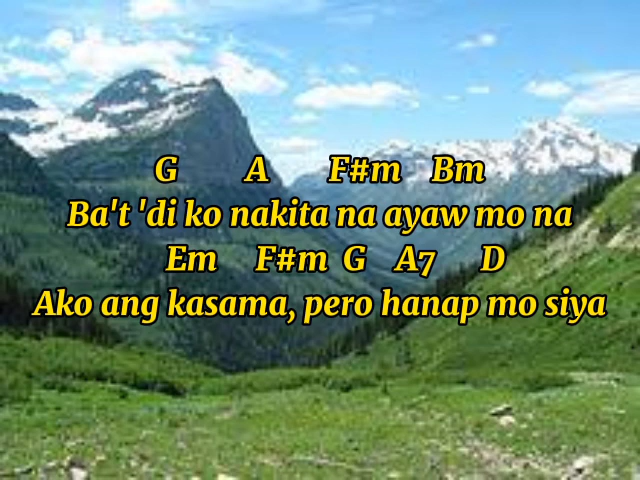 G A F#m Bm
Ba't 'di ko nakita na ayaw mo na
Em F#m G A7 D
Ako ang kasama, pero hanap mo siya